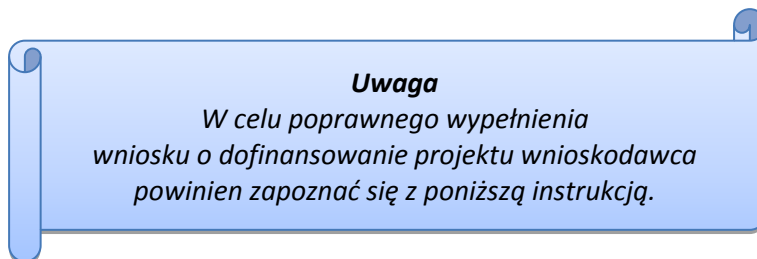 Uwaga
W celu poprawnego wypełnienia
wniosku o dofinansowanie projektu wnioskodawca
powinien zapoznać się z poniższą instrukcją.